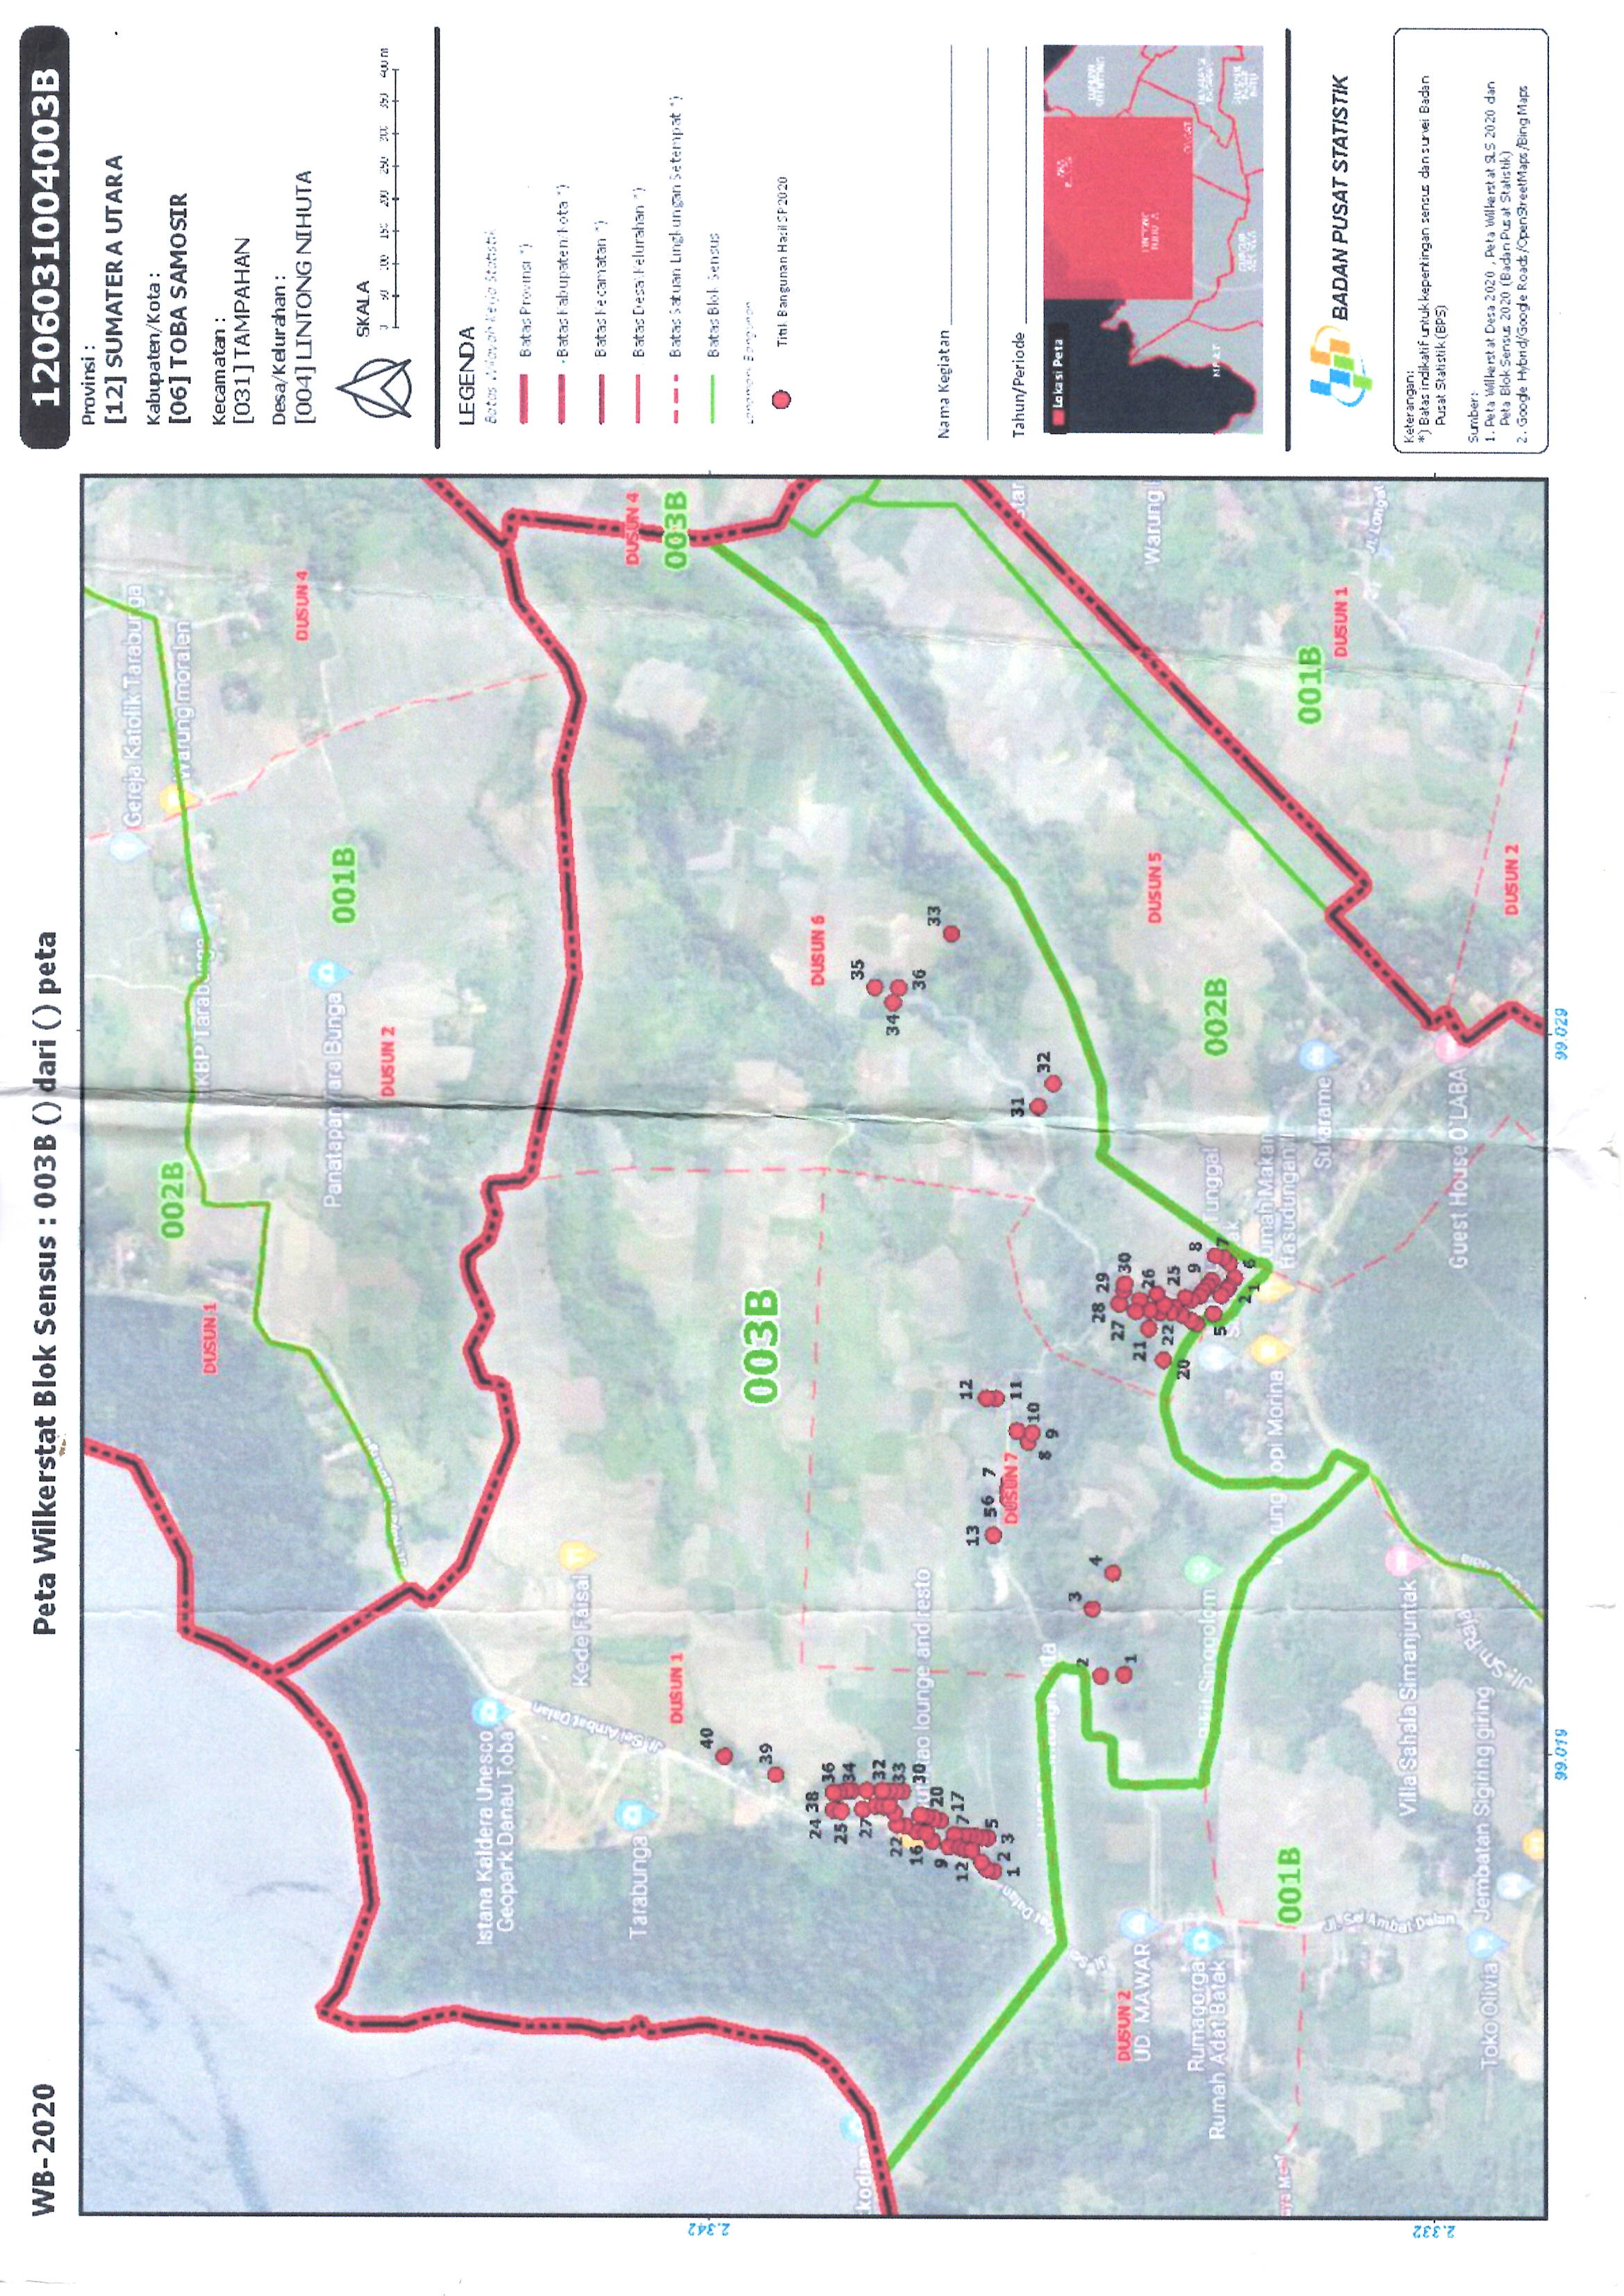 WB-2020
Peta Wilkerstat Blok Sensus : 003B () dari () peta
1206031004003B
Provinsi :
[12] SUMATERA UTARA
Kabupaten/Kota :
[06] TOBA SAMOSIR
Kecamatan :
[031] TAMPAHAN
Desa/Kelurahan :
[004] LINTONG NIHUTA
SKALA
0 50 100 150 200 250 300 350 400 m
LEGENDA
Batas Wilayah Kerja Statistik
Batas Provinsi *)
Batas Kabupaten/Kota *)
Batas Kecamatan *)
Batas Desa/Kelurahan *)
Batas Satuan Lingkungan Setempat *)
Batas Blok Sensus
Landmark Bangunan
Titik Bangunan Hasil SP2020
Nama Kegiatan
Tahun/Periode
Lokasi Peta
LINTONG
NIHUTA
MEAT
BADAN PUSAT STATISTIK
Keterangan:
*) Batas indikatif untuk kepentingan sensus dan survei Badan
Pusat Statistik (BPS)
Sumber:
1. Peta Wilkerstat Desa 2020 , Peta Wilkerstat SLS 2020 dan
Peta Blok Sensus 2020 (Badan Pusat Statistik)
2. Google Hybrid/Google Roads/OpenStreetMaps/Bing Maps
Gereja Katolik Tarabunga
002B
Warung moralen
HKBP Tarabunga
DUSUN 1
DUSUN 4
Panatapan Tara Bunga
001B
DUSUN 2
Jl. Raya Tarabunga
Istana Kaldera Unesco
Geopark Danau Toba
Jl Sei Ambat Dalan
Kede Faisal
Tarabunga
DUSUN 4
DUSUN 1
003B
2.342
40
003B
39
24 38
36
DUSUN 6
25
34
35
27
32
34
22
33
36
16
30
tao lounge and resto
33
9
20
12
7
17
13
5
6
7
12
5
DUSUN 7
2
3
1
11
31
10
8
9
32
2
3
4
28
29
DUSUN 2
1
27
30
UD. MAWAR
21
26
DUSUN 5
Warung
22
25
20
Rumagorga
Rumah Adat Batak
Bikit Singgolom
9
8
5
7
Tunggal
002B
2
1
6
Warung Kopi Morina
Rumah Makan
Hasudungan
001B
001B
Sukarame
DUSUN 1
Jl. Longat
Jl. Sei Ambat Dalan
Villa Sahala Simanjuntak
2.332
Guest House O'LABA
Jl. Sm Raja
Toko Olivia
Jembatan Sigiring giring
DUSUN 2
99.019
99.029